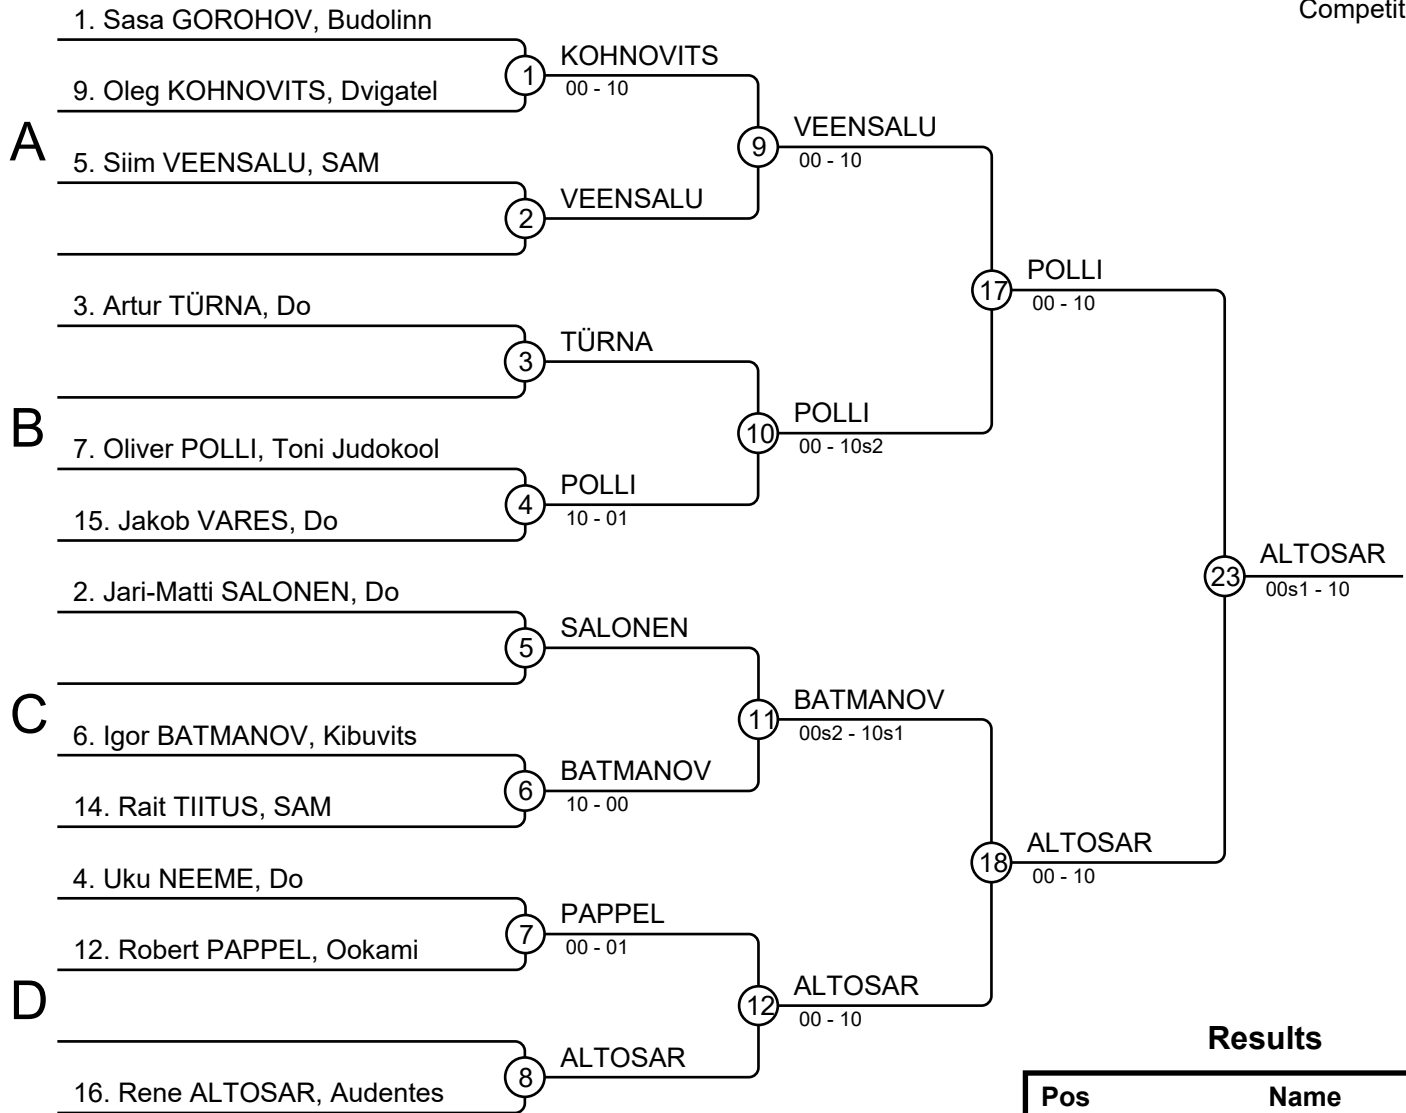 Competit
1. Sasa GOROHOV, Budolinn
1
KOHNOVITS
00 - 10
9. Oleg KOHNOVITS, Dvigatel
A
9
VEENSALU
00 - 10
5. Siim VEENSALU, SAM
2
VEENSALU
17
POLLI
00 - 10
3. Artur TÜRNA, Do
3
TÜRNA
B
10
POLLI
00 - 10s2
7. Oliver POLLI, Toni Judokool
4
POLLI
10 - 01
15. Jakob VARES, Do
23
ALTOSAR
00s1 - 10
2. Jari-Matti SALONEN, Do
5
SALONEN
C
11
BATMANOV
00s2 - 10s1
6. Igor BATMANOV, Kibuvits
6
BATMANOV
10 - 00
14. Rait TIITUS, SAM
18
ALTOSAR
00 - 10
4. Uku NEEME, Do
7
PAPPEL
00 - 01
12. Robert PAPPEL, Ookami
D
12
ALTOSAR
00 - 10
8
ALTOSAR
16. Rene ALTOSAR, Audentes
Results
Pos Name